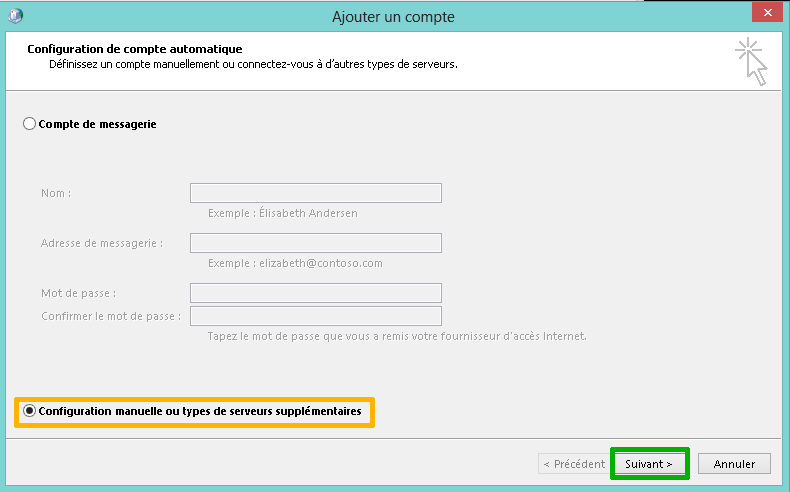 Ajouter un compte
Configuration de compte automatique
Définissez un compte manuellement ou connectez-vous à d'autres types de serveurs.
Compte de messagerie
Nom :
Exemple : Élisabeth Andersen
Adresse de messagerie :
Exemple : elizabeth@contoso.com
Mot de passe :
Confirmer le mot de passe :
Tapez le mot de passe que vous a remis votre fournisseur d'accès Internet.
Configuration manuelle ou types de serveurs supplémentaires
< Précédent Suivant > Annuler